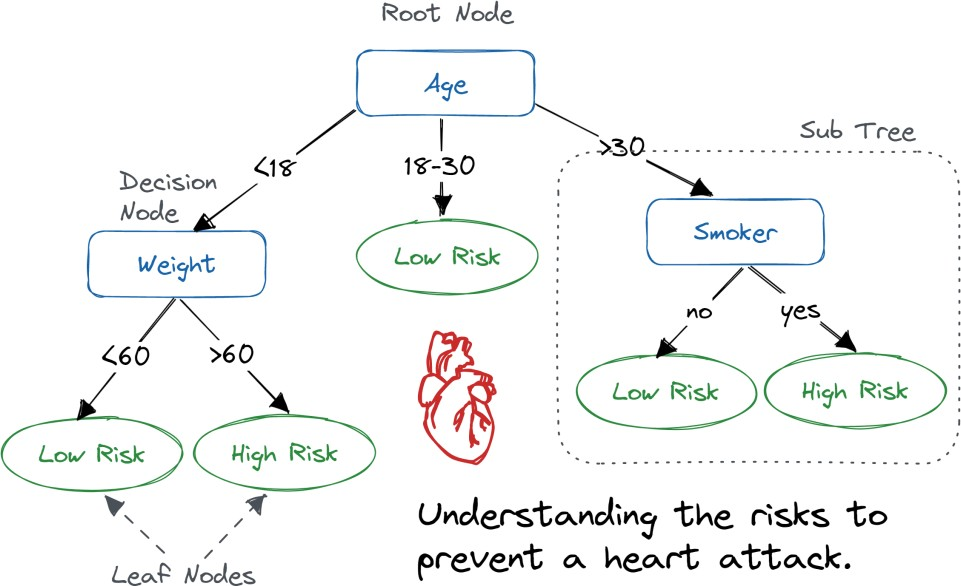 Root Node
Age
Sub Tree
<18
18-30
>30
Decision
Node
Weight
Low Risk
Smoker
<60
>60
no
yes
Low Risk
High Risk
Low Risk
High Risk
Leaf Nodes
Understanding the risks to
prevent a heart attack.